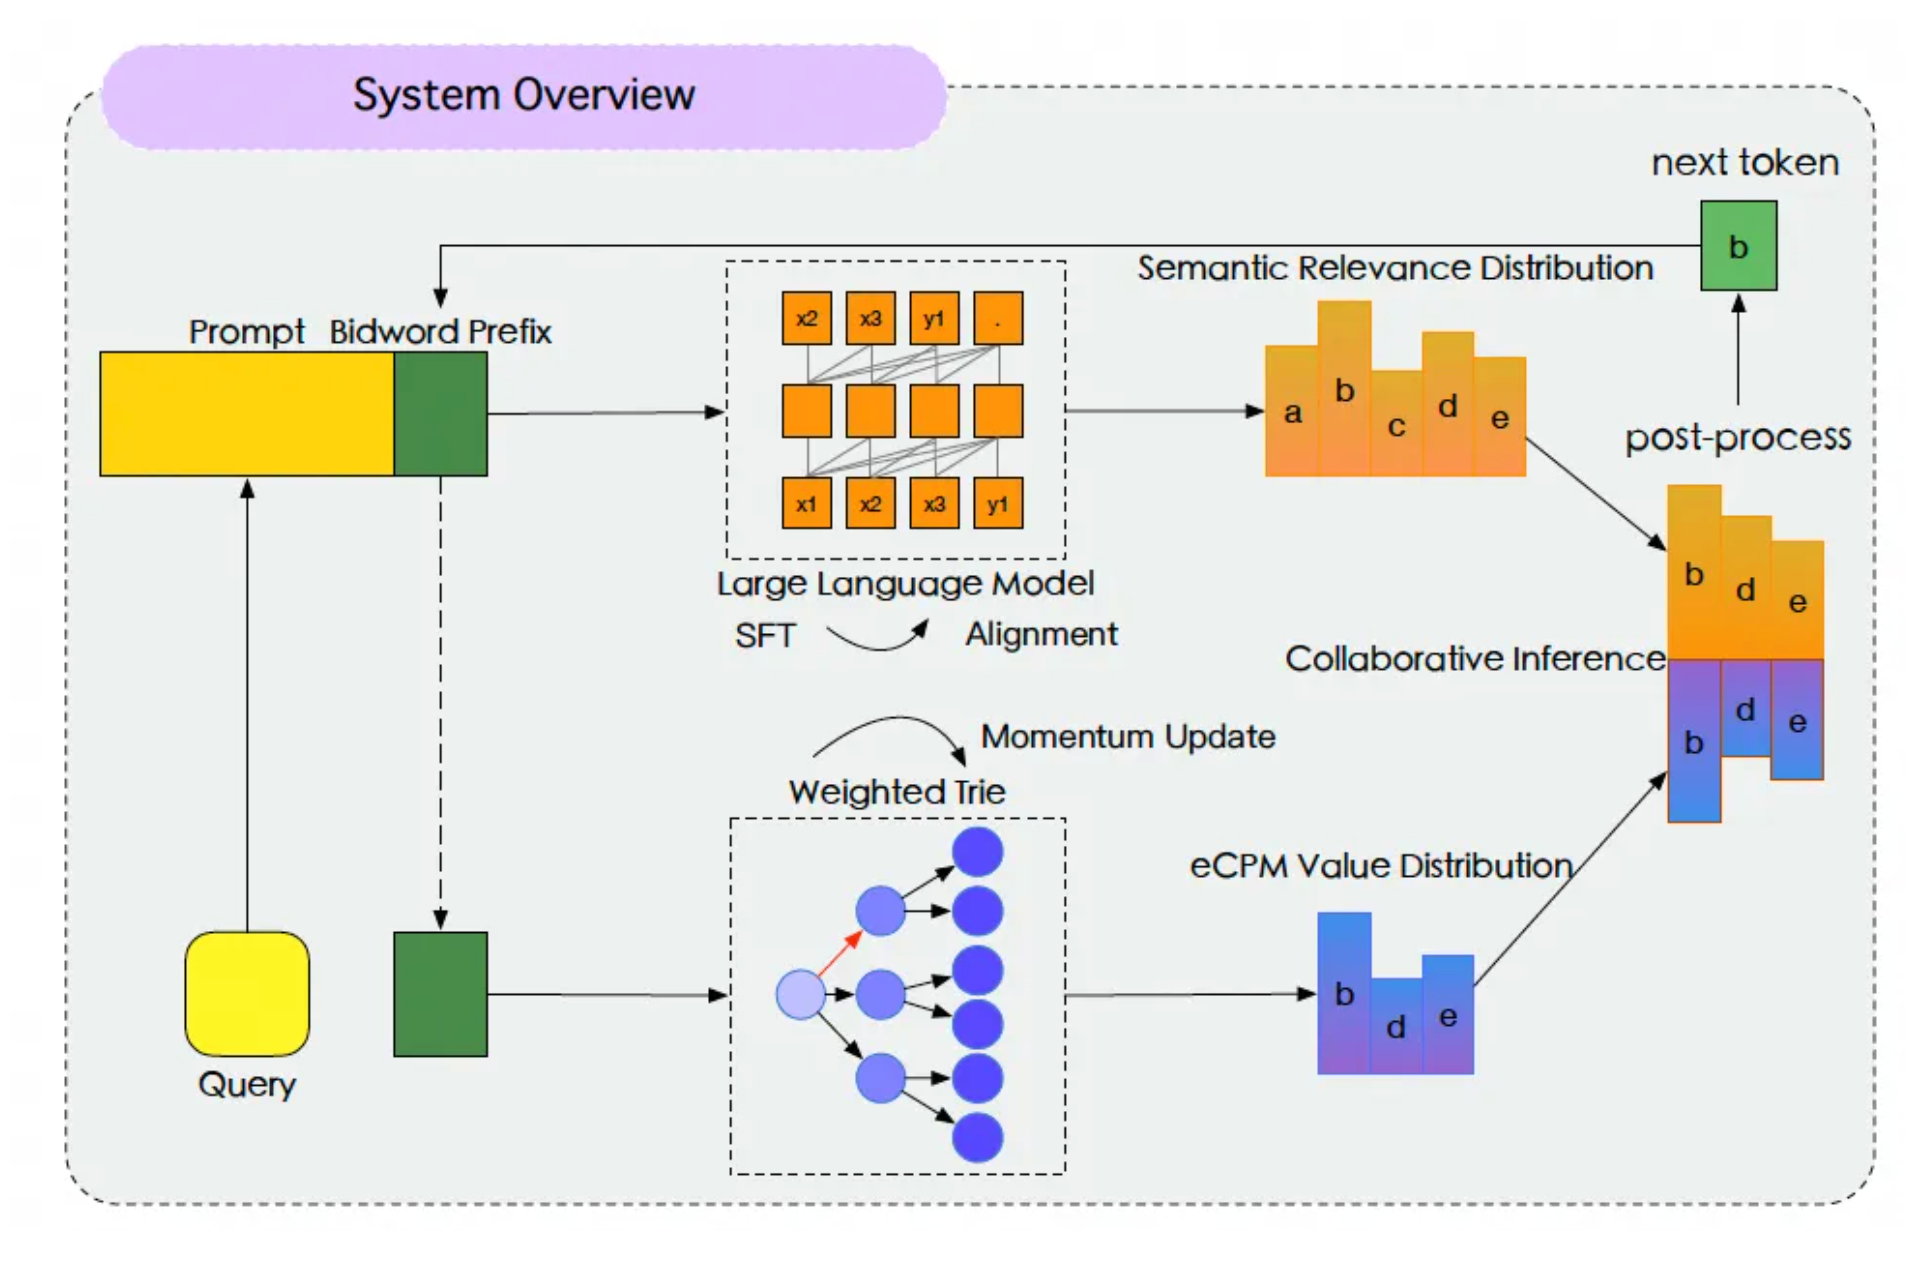 System Overview
next token
b
Semantic Relevance Distribution
Prompt Bidword Prefix
x2 x3 y1 .
a b c d e
x1 x2 x3 y1
post-process
Large Language Model
SFT Alignment
b d e
Collaborative Inference
b d e
Momentum Update
Weighted Trie
eCPM Value Distribution
b d e
Query